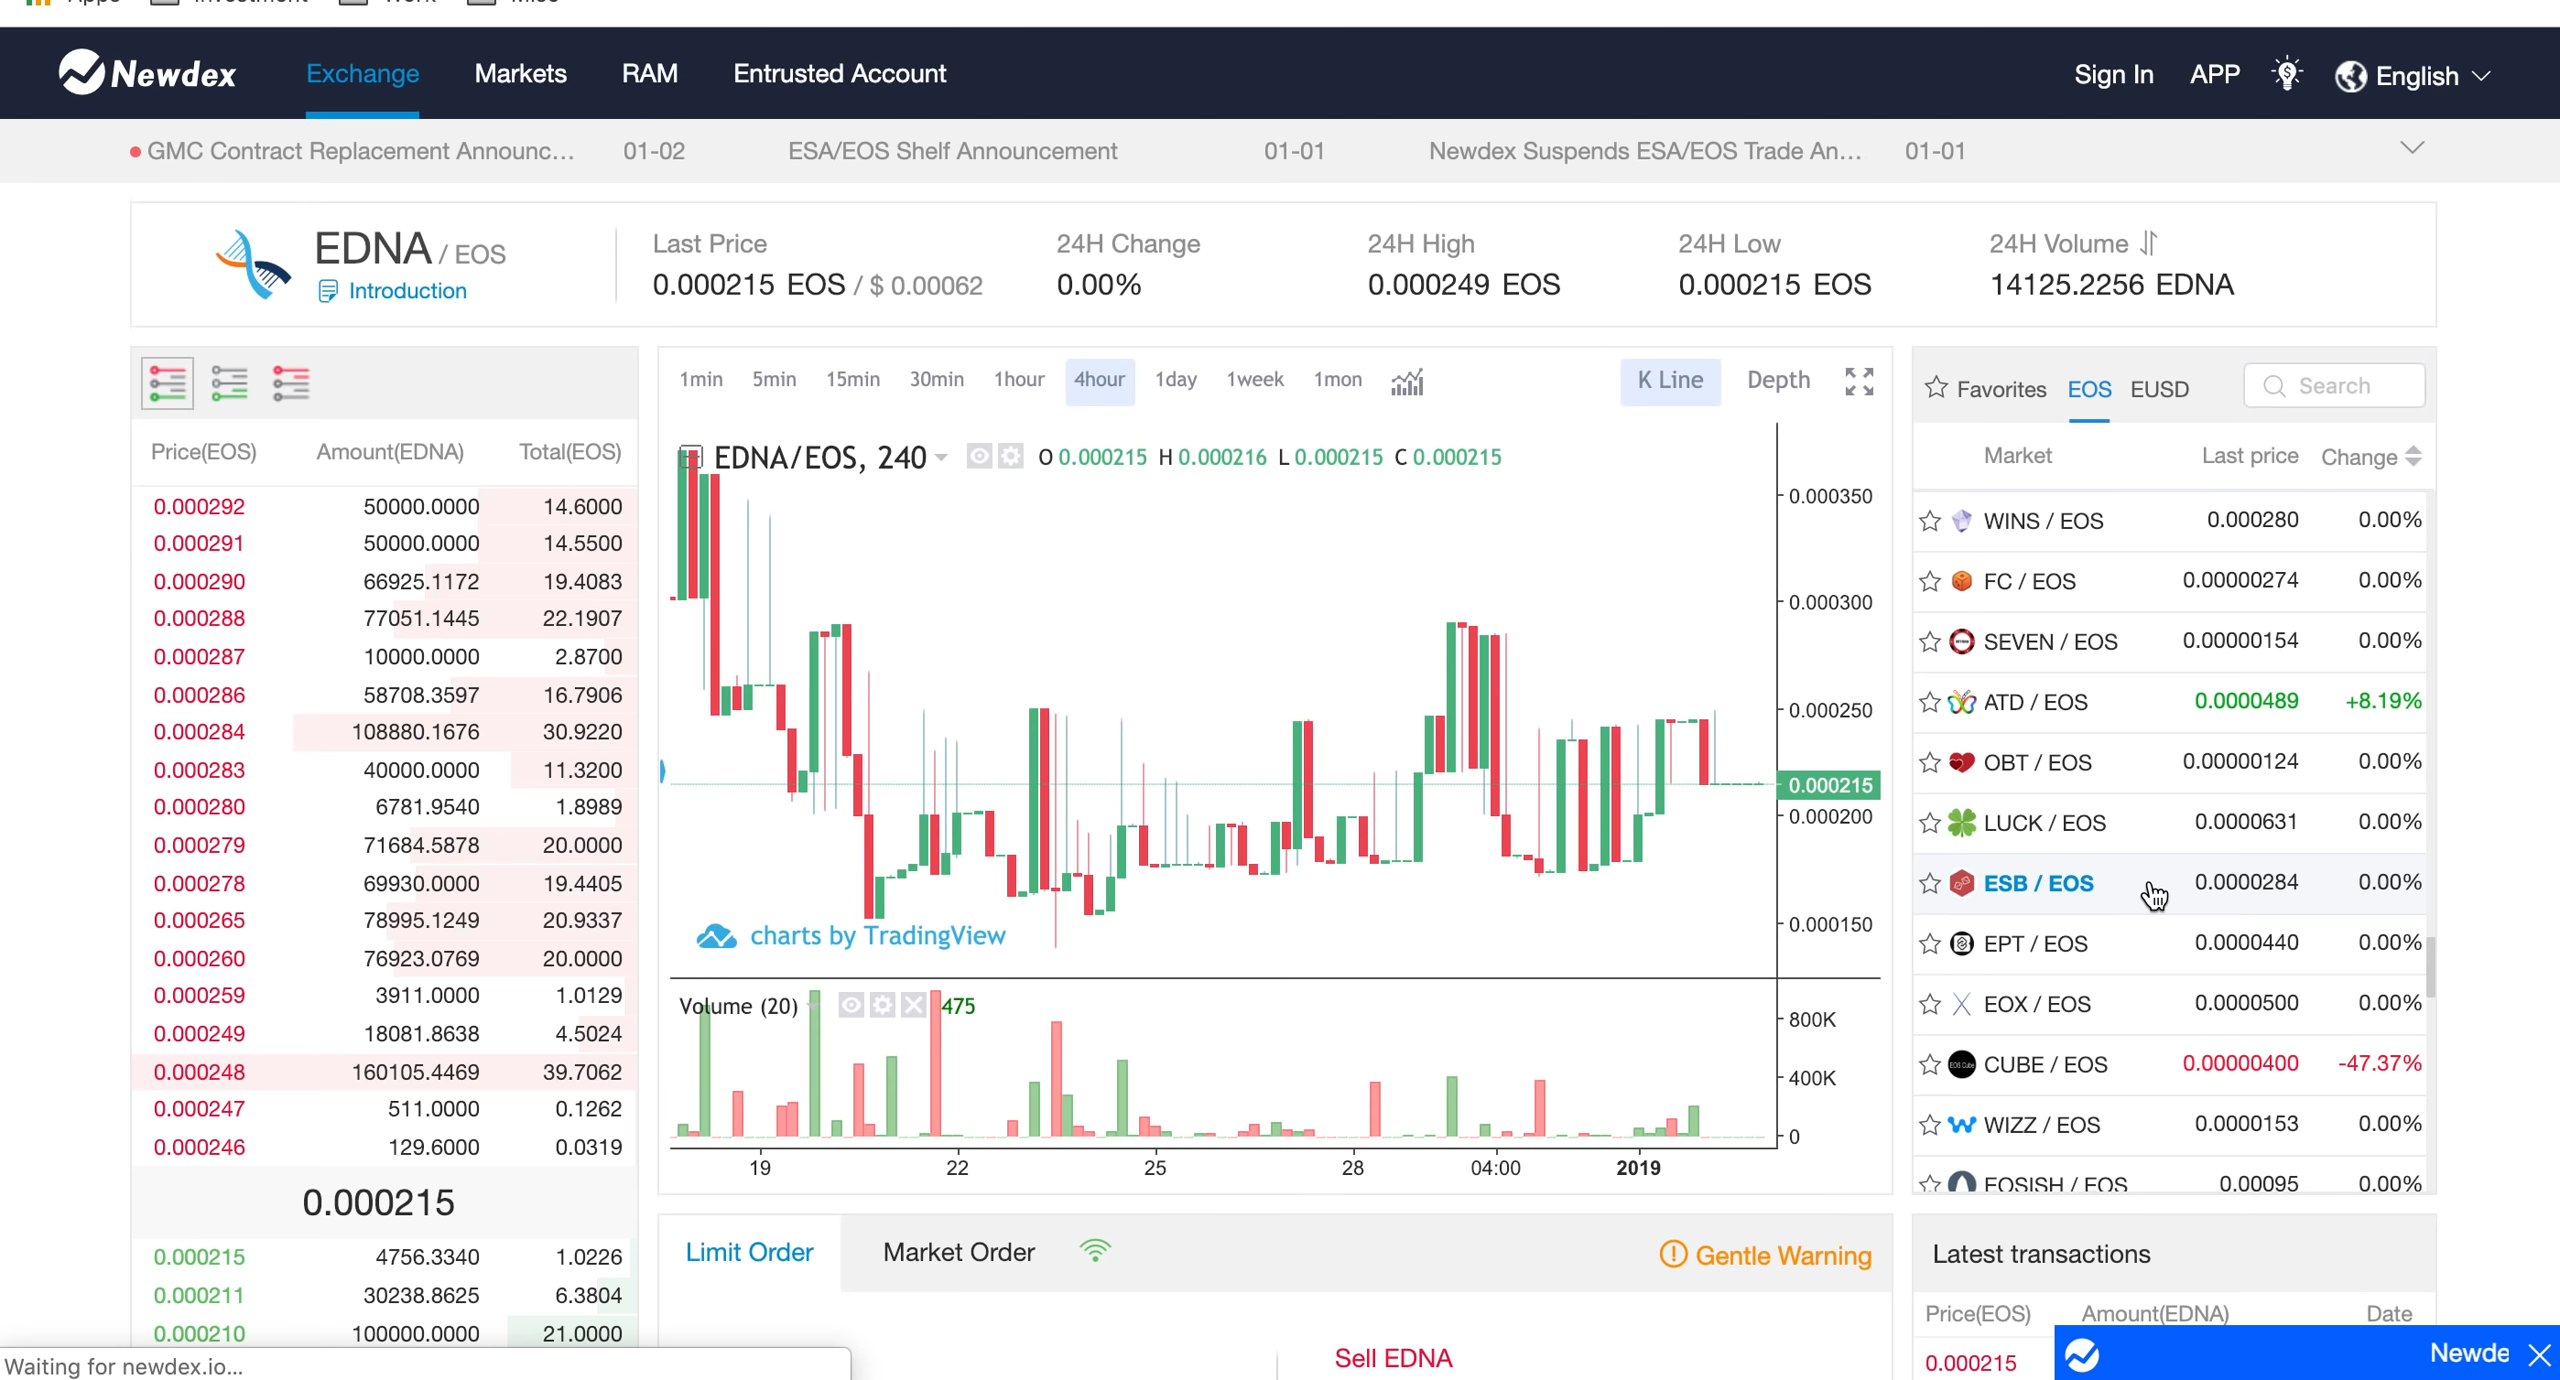 Apps Investment Work Misc
Newdex Exchange Markets RAM Entrusted Account Sign In APP English
GMC Contract Replacement Announc... 01-02 ESA/EOS Shelf Announcement 01-01 Newdex Suspends ESA/EOS Trade An... 01-01
EDNA / EOS
Introduction
Last Price 24H Change 24H High 24H Low 24H Volume
0.000215 EOS / $ 0.00062 0.00% 0.000249 EOS 0.000215 EOS 14125.2256 EDNA
Price(EOS) Amount(EDNA) Total(EOS)
0.000292 50000.0000 14.6000
0.000291 50000.0000 14.5500
0.000290 66925.1172 19.4083
0.000288 77051.1445 22.1907
0.000287 10000.0000 2.8700
0.000286 58708.3597 16.7906
0.000284 108880.1676 30.9220
0.000283 40000.0000 11.3200
0.000280 6781.9540 1.8989
0.000279 71684.5878 20.0000
0.000278 69930.0000 19.4405
0.000265 78995.1249 20.9337
0.000260 76923.0769 20.0000
0.000259 3911.0000 1.0129
0.000249 18081.8638 4.5024
0.000248 160105.4469 39.7062
0.000247 511.0000 0.1262
0.000246 129.6000 0.0319
0.000215
0.000215 4756.3340 1.0226
0.000211 30238.8625 6.3804
0.000210 100000.0000 21.0000
Waiting for newdex.io...
1min 5min 15min 30min 1hour 4hour 1day 1week 1mon K Line Depth
EDNA/EOS, 240 O 0.000215 H 0.000216 L 0.000215 C 0.000215
0.000350
0.000300
0.000250
0.000215
0.000200
0.000150
charts by TradingView
Volume (20) 475
800K
400K
0
19 22 25 28 04:00 2019
Limit Order Market Order Gentle Warning
Sell EDNA
Favorites EOS EUSD Search
Market Last price Change
WINS / EOS 0.000280 0.00%
FC / EOS 0.00000274 0.00%
SEVEN / EOS 0.00000154 0.00%
ATD / EOS 0.0000489 +8.19%
OBT / EOS 0.00000124 0.00%
LUCK / EOS 0.0000631 0.00%
ESB / EOS 0.0000284 0.00%
EPT / EOS 0.0000440 0.00%
EOX / EOS 0.0000500 0.00%
CUBE / EOS 0.00000400 -47.37%
WIZZ / EOS 0.0000153 0.00%
EOSISH / EOS 0.00095 0.00%
Latest transactions
Price(EOS) Amount(EDNA) Date
0.000215
Newde